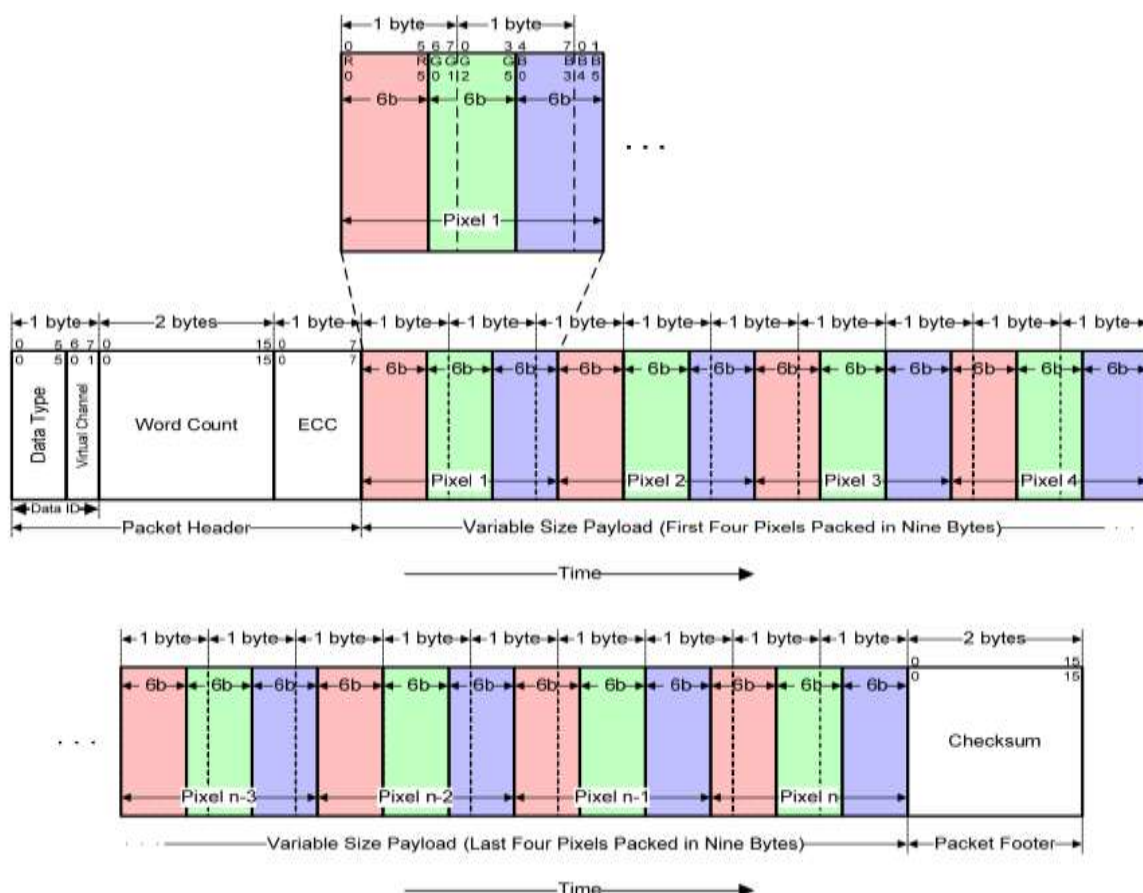 1 byte 1 byte
0 5 6 7 0 3 4 7 0 1
R R G G G G B B B B
0 5 0 1 2 5 0 3 4 5
6b 6b 6b
. . .
Pixel 1
1 byte 2 bytes 1 byte 1 byte 1 byte 1 byte 1 byte 1 byte 1 byte 1 byte 1 byte 1 byte
0 5 6 7 0 15 0 7
0 5 0 1 0 15 0 7
6b 6b 6b 6b 6b 6b 6b 6b 6b 6b 6b 6b
Data Type Virtual Channel Word Count ECC
Pixel 1 Pixel 2 Pixel 3 Pixel 4
Data ID
Packet Header Variable Size Payload (First Four Pixels Packed in Nine Bytes) . . .
Time
1 byte 1 byte 1 byte 1 byte 1 byte 1 byte 1 byte 1 byte 1 byte 2 bytes
0 15
0 15
6b 6b 6b 6b 6b 6b 6b 6b 6b 6b 6b 6b
. . . Checksum
Pixel n-3 Pixel n-2 Pixel n-1 Pixel n
. . . Variable Size Payload (Last Four Pixels Packed in Nine Bytes) Packet Footer
Time